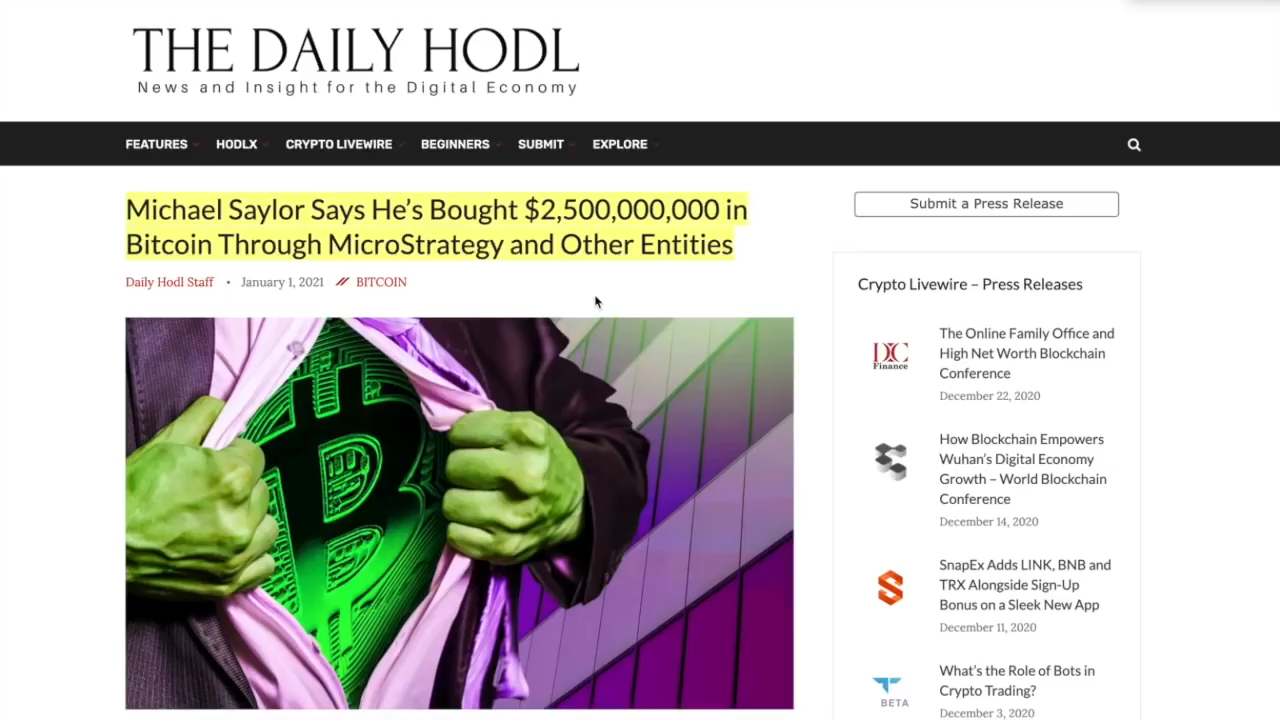 THE DAILY HODL
News and Insight for the Digital Economy
FEATURES HODLX CRYPTO LIVEWIRE BEGINNERS SUBMIT EXPLORE
Michael Saylor Says He’s Bought $2,500,000,000 in
Bitcoin Through MicroStrategy and Other Entities
Daily Hodl Staff • January 1, 2021 // BITCOIN
Submit a Press Release
Crypto Livewire – Press Releases
DC Finance
The Online Family Office and
High Net Worth Blockchain
Conference
December 22, 2020
How Blockchain Empowers
Wuhan’s Digital Economy
Growth – World Blockchain
Conference
December 14, 2020
SnapEx Adds LINK, BNB and
TRX Alongside Sign-Up
Bonus on a Sleek New App
December 11, 2020
BETA
What’s the Role of Bots in
Crypto Trading?
December 3, 2020